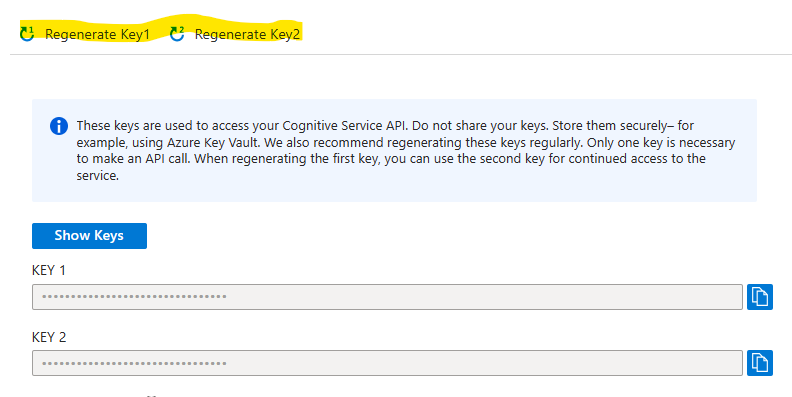 Regenerate Key1 Regenerate Key2
These keys are used to access your Cognitive Service API. Do not share your keys. Store them securely– for
example, using Azure Key Vault. We also recommend regenerating these keys regularly. Only one key is necessary
to make an API call. When regenerating the first key, you can use the second key for continued access to the
service.
Show Keys
KEY 1
KEY 2